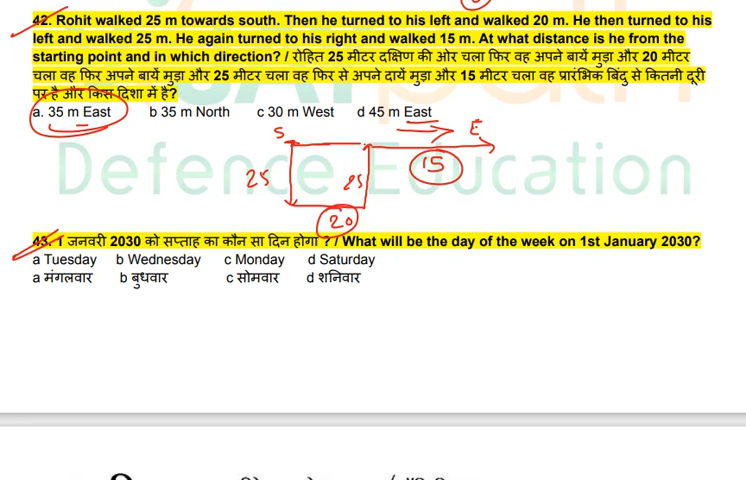 42. Rohit walked 25 m towards south. Then he turned to his left and walked 20 m. He then turned to his
left and walked 25 m. He again turned to his right and walked 15 m. At what distance is he from the
starting point and in which direction? / रोहित 25 मीटर दक्षिण की ओर चला फिर वह अपने बायें मुड़ा और 20 मीटर
चला वह फिर अपने बायें मुड़ा और 25 मीटर चला वह फिर से अपने दायें मुड़ा और 15 मीटर चला वह प्रारंभिक बिंदु से कितनी दूरी
पर है और किस दिशा में है?
a. 35 m East b 35 m North c 30 m West d 45 m East
S E
Defence Education
25 25 15
20
43. 1 जनवरी 2030 को सप्ताह का कौन सा दिन होगा ? / What will be the day of the week on 1st January 2030?
a Tuesday b Wednesday c Monday d Saturday
a मंगलवार b बुधवार c सोमवार d शनिवार